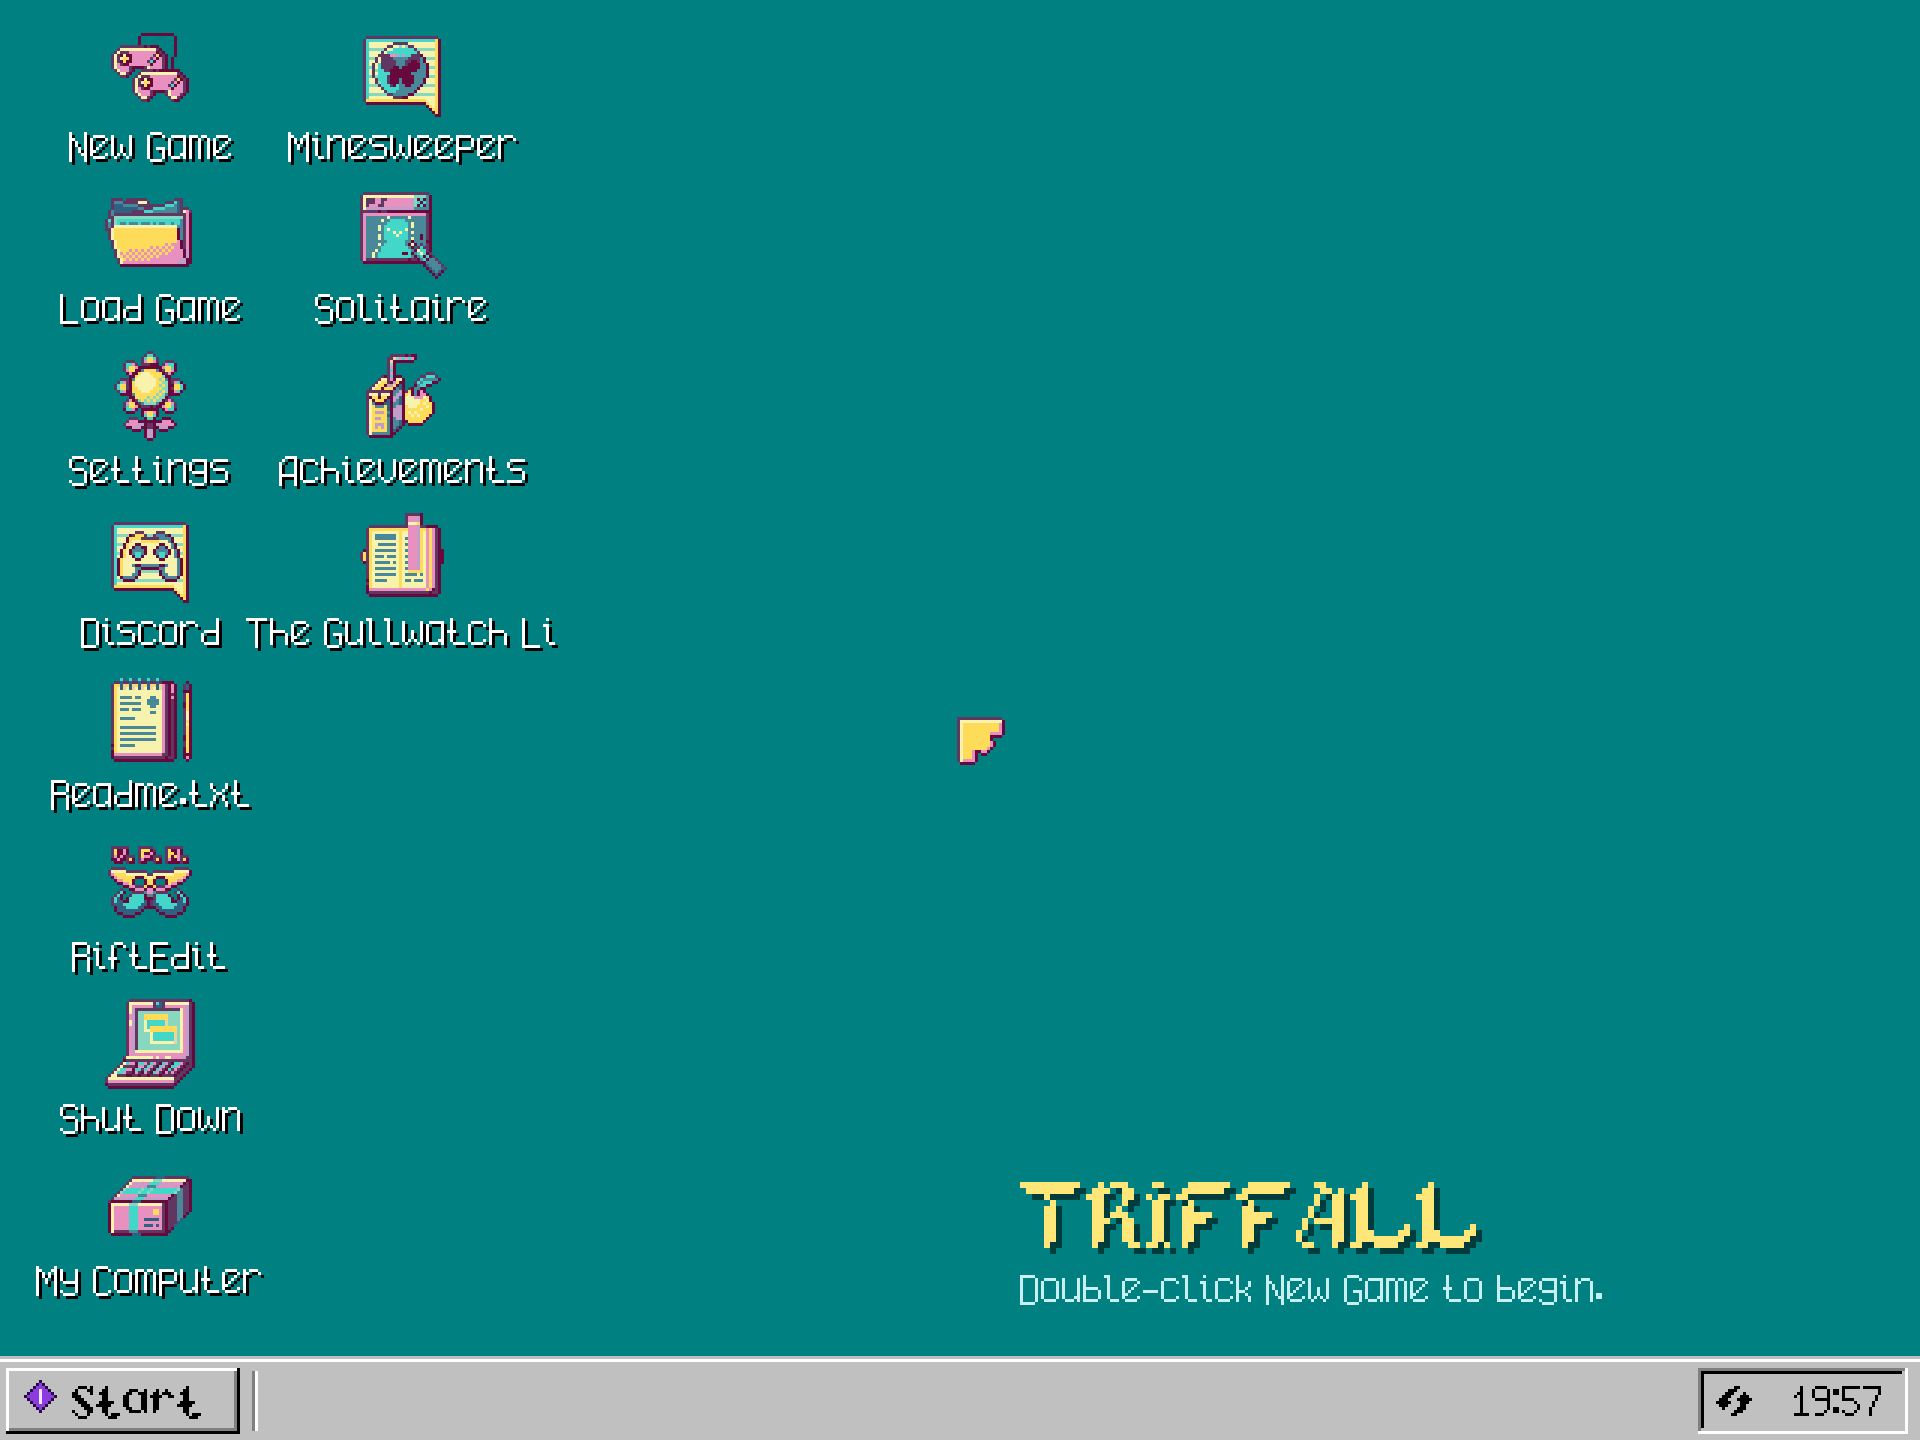 New Game
Minesweeper
Load Game
PS
Solitaire
Settings
Achievements
Discord
The Gullwatch Li
Readme.txt
V.P.N.
RiftEdit
Shut Down
My Computer
TRIFFALL
Double-click New Game to begin.
Start
19:57